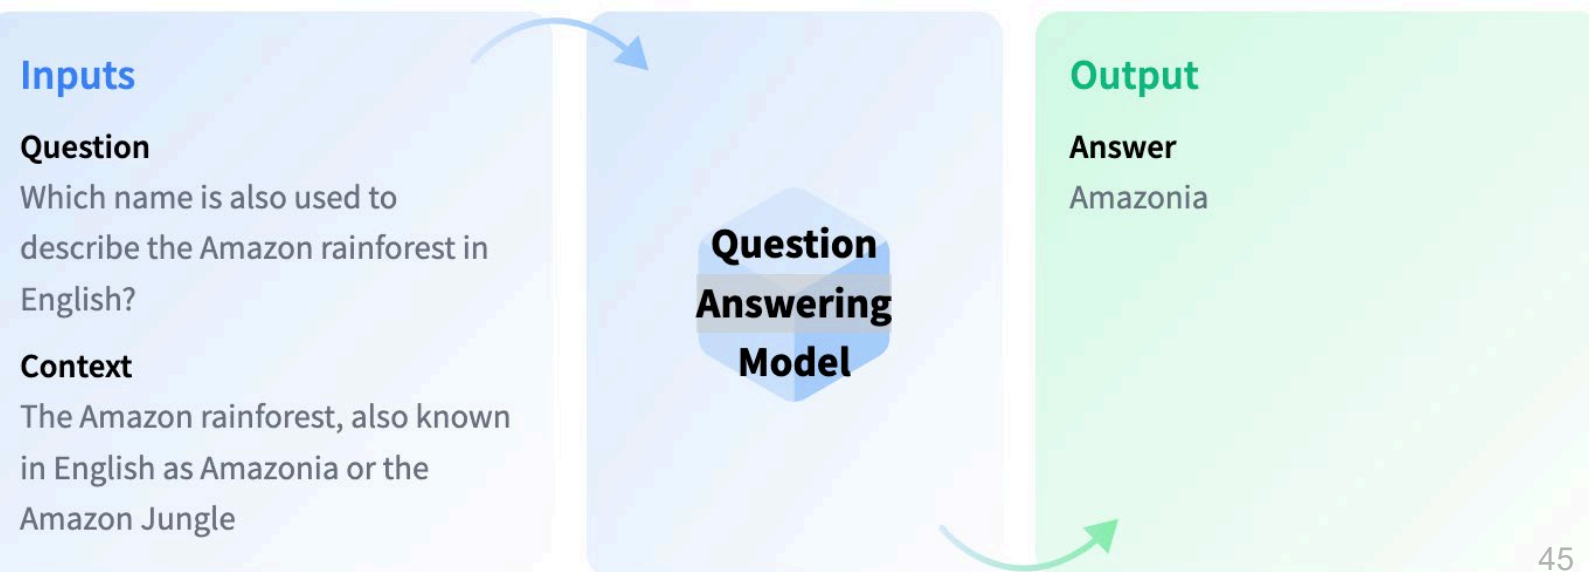 Inputs
Question
Which name is also used to
describe the Amazon rainforest in
English?
Context
The Amazon rainforest, also known
in English as Amazonia or the
Amazon Jungle
Question
Answering
Model
Output
Answer
Amazonia
45